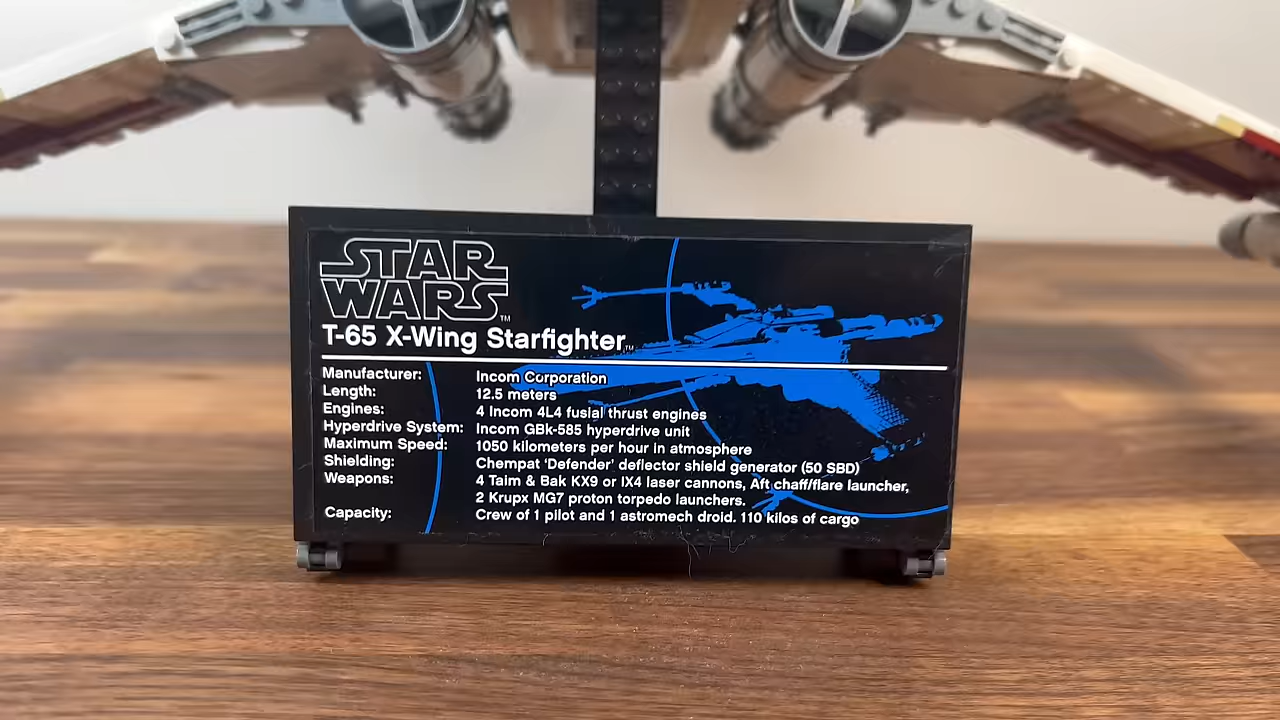 STAR
WARS™
T-65 X-Wing Starfighter™
Manufacturer: Incom Corporation
Length: 12.5 meters
Engines: 4 Incom 4L4 fusial thrust engines
Hyperdrive System: Incom GBk-585 hyperdrive unit
Maximum Speed: 1050 kilometers per hour in atmosphere
Shielding: Chempat ‘Defender’ deflector shield generator (50 SBD)
Weapons: 4 Taim & Bak KX9 or IX4 laser cannons, Aft chaff/flare launcher,
2 Krupx MG7 proton torpedo launchers.
Capacity: Crew of 1 pilot and 1 astromech droid. 110 kilos of cargo